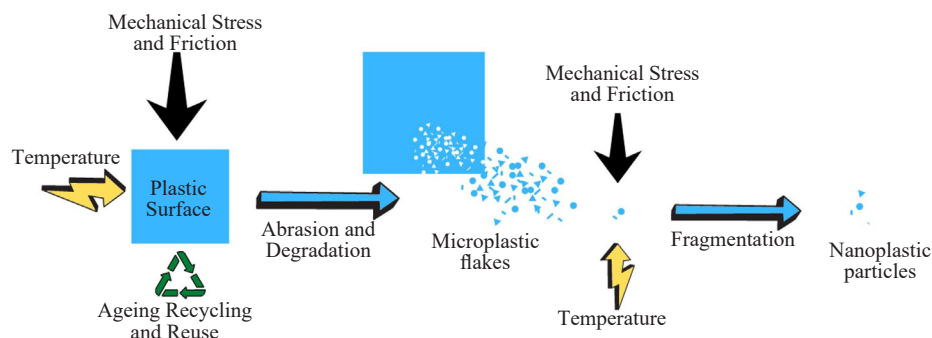 Mechanical Stress
and Friction
Temperature
Plastic
Surface
Ageing Recycling
and Reuse
Abrasion and
Degradation
Microplastic
flakes
Mechanical Stress
and Friction
Temperature
Fragmentation
Nanoplastic
particles